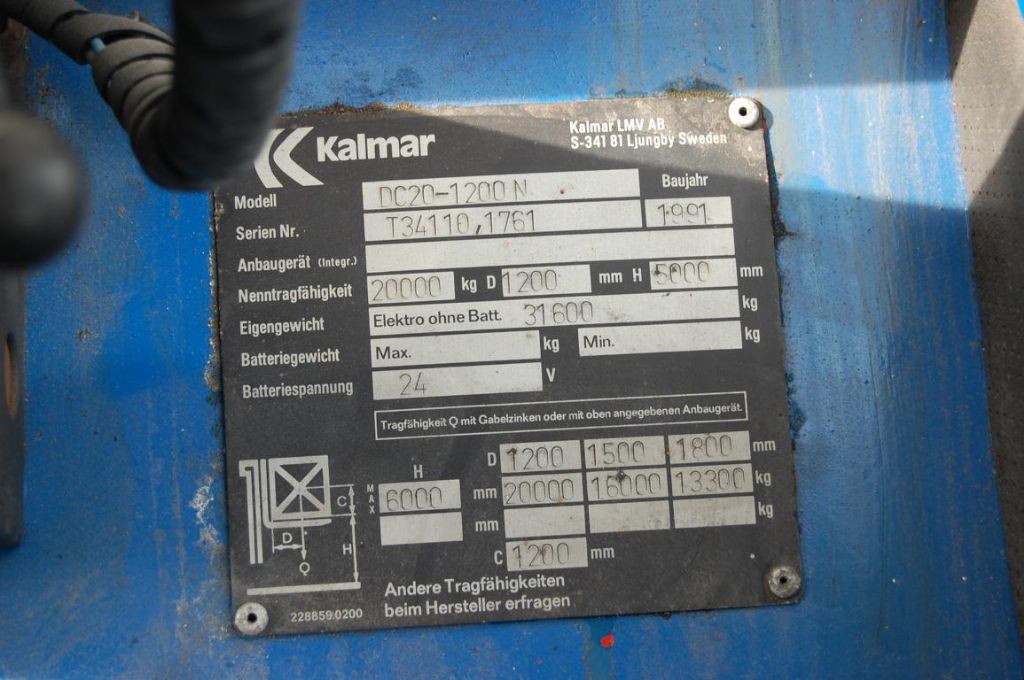 Kalmar
Kalmar LMV AB
S-341 81 Ljungby Sweden
Modell DC20-1200 N. Baujahr
Serien Nr. T34110,1761 1991
Anbaugerät (Integr.)
Nenntragfähigkeit 20000 kg D 1200 mm H 5000 mm
Eigengewicht Elektro ohne Batt. 31600 kg
Batteriegewicht Max. kg Min. kg
Batteriespannung 24 V
Tragfähigkeit Q mit Gabelzinken oder mit oben angegebenen Anbaugerät.
H D 1200 1500 1800 mm
MAX 6000 mm 20000 16000 13300 kg
mm kg
C 1200 mm
C
D
H
Q
Andere Tragfähigkeiten
beim Hersteller erfragen
228859.0200